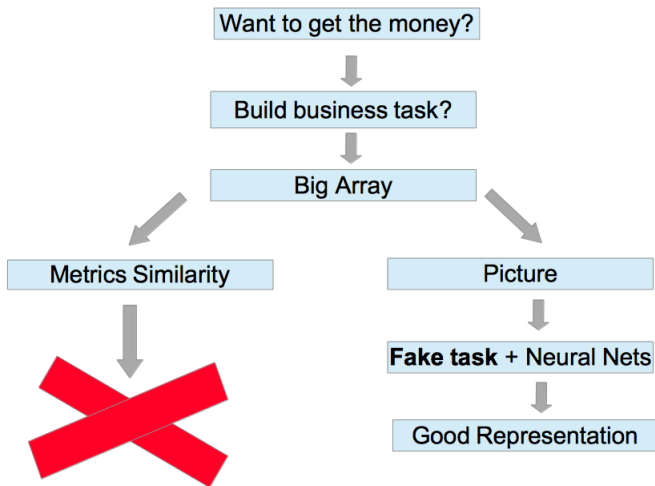 Want to get the money?
Build business task?
Big Array
Metrics Similarity
Picture
Fake task + Neural Nets
Good Representation